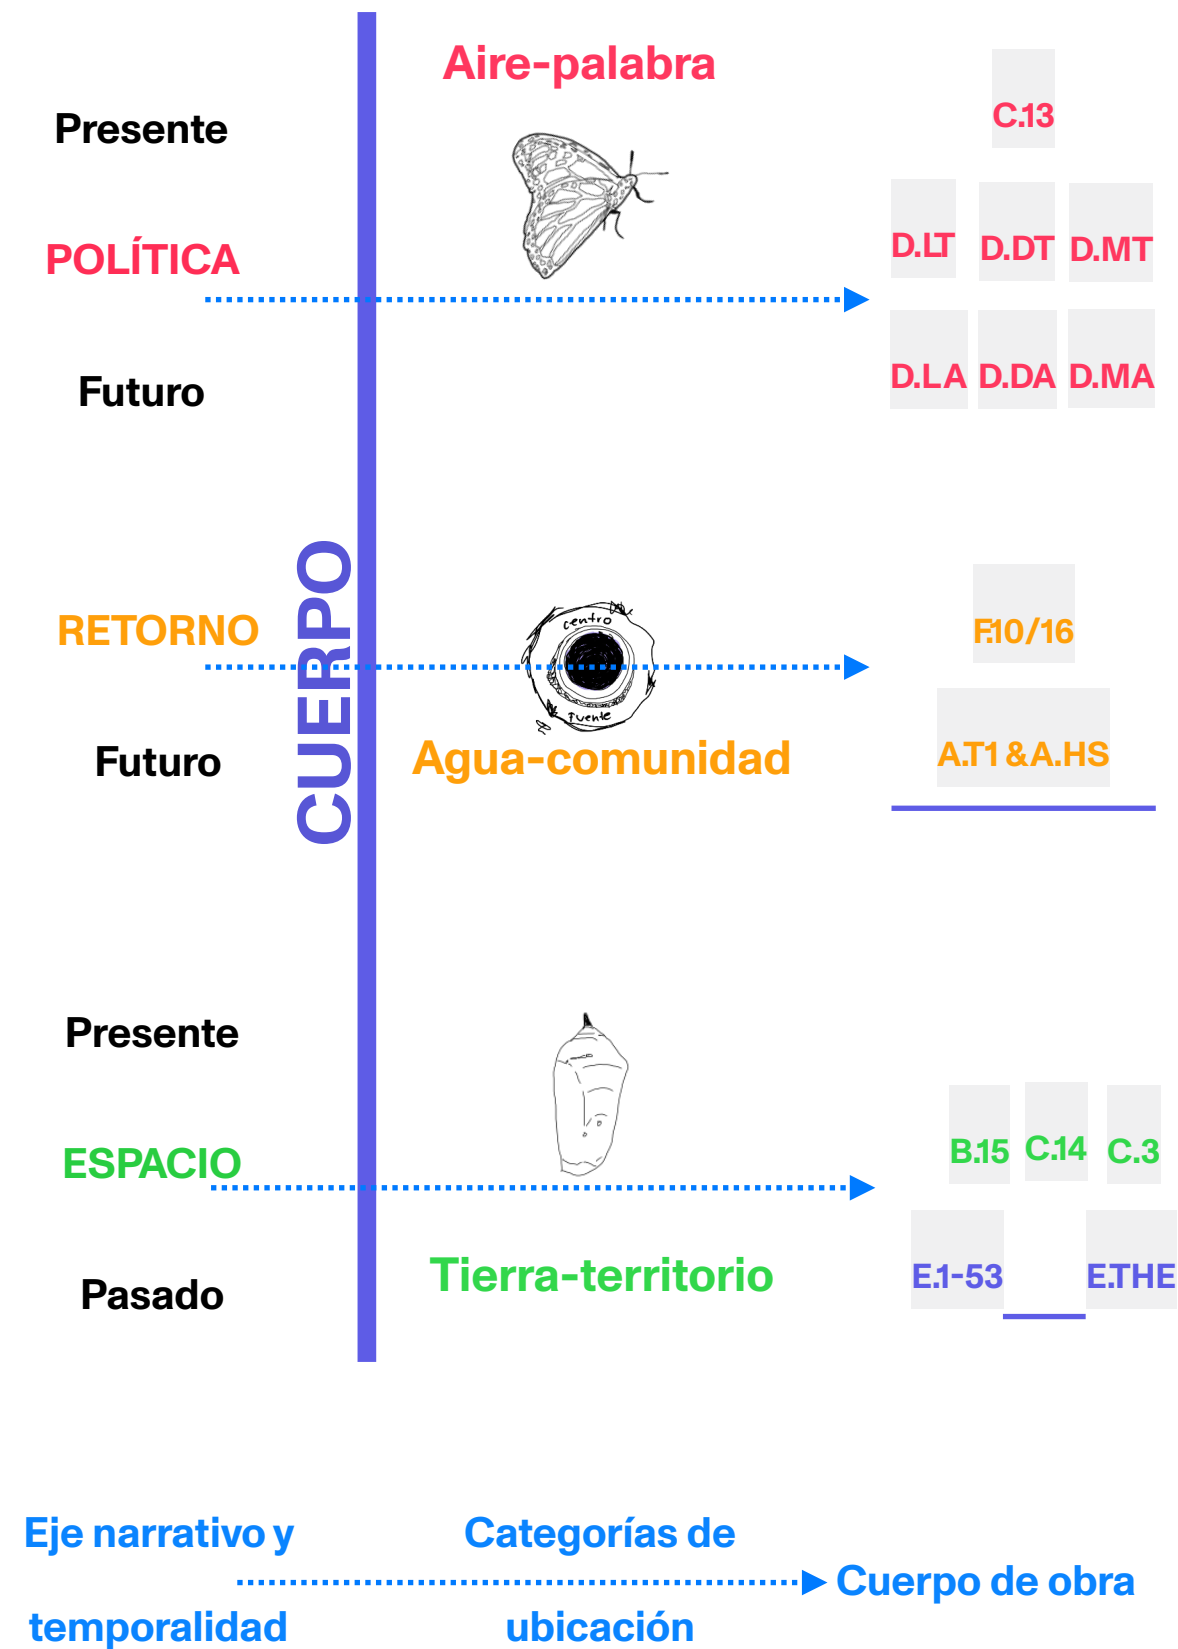 Aire-palabra
Presente
C.13
POLÍTICA
D.LT D.DT D.MT
Futuro
D.LA D.DA D.MA
CUERPO
RETORNO
centro
fuente
F.10/16
Futuro
Agua-comunidad
A.T1 & A.HS
Presente
ESPACIO
B.15 C.14 C.3
Pasado
Tierra-territorio
E.1-53 E.THE
Eje narrativo y
temporalidad
Categorías de
ubicación
Cuerpo de obra